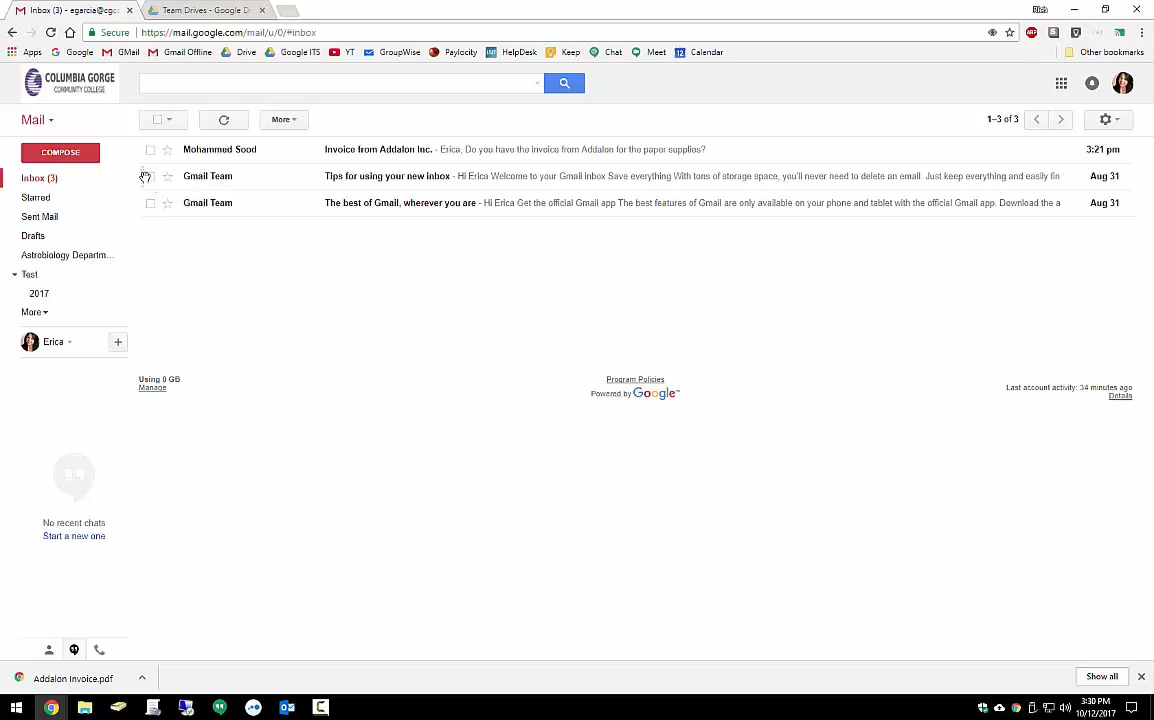 Inbox (3) - egarcia@cgcc
Team Drives - Google D
Secure https://mail.google.com/mail/u/0/#inbox
Apps Google GMail Gmail Offline Drive Google ITS YT GroupWise Paylocity HelpDesk Keep Chat Meet 12 Calendar Other bookmarks
COLUMBIA GORGE
COMMUNITY COLLEGE
Mail
More
1–3 of 3
COMPOSE
Inbox (3)
Starred
Sent Mail
Drafts
Astrobiology Departm...
Test
2017
More
Erica
Mohammed Sood Invoice from Addalon Inc. - Erica, Do you have the invoice from Addalon for the paper supplies? 3:21 pm
Gmail Team Tips for using your new inbox - Hi Erica Welcome to your Gmail inbox Save everything With tons of storage space, you'll never need to delete an email. Just keep everything and easily fin Aug 31
Gmail Team The best of Gmail, wherever you are - Hi Erica Get the official Gmail app The best features of Gmail are only available on your phone and tablet with the official Gmail app. Download the a Aug 31
Using 0 GB
Manage
Program Policies
Powered by Google™
Last account activity: 34 minutes ago
Details
No recent chats
Start a new one
Addalon Invoice.pdf
Show all
3:30 PM
10/12/2017